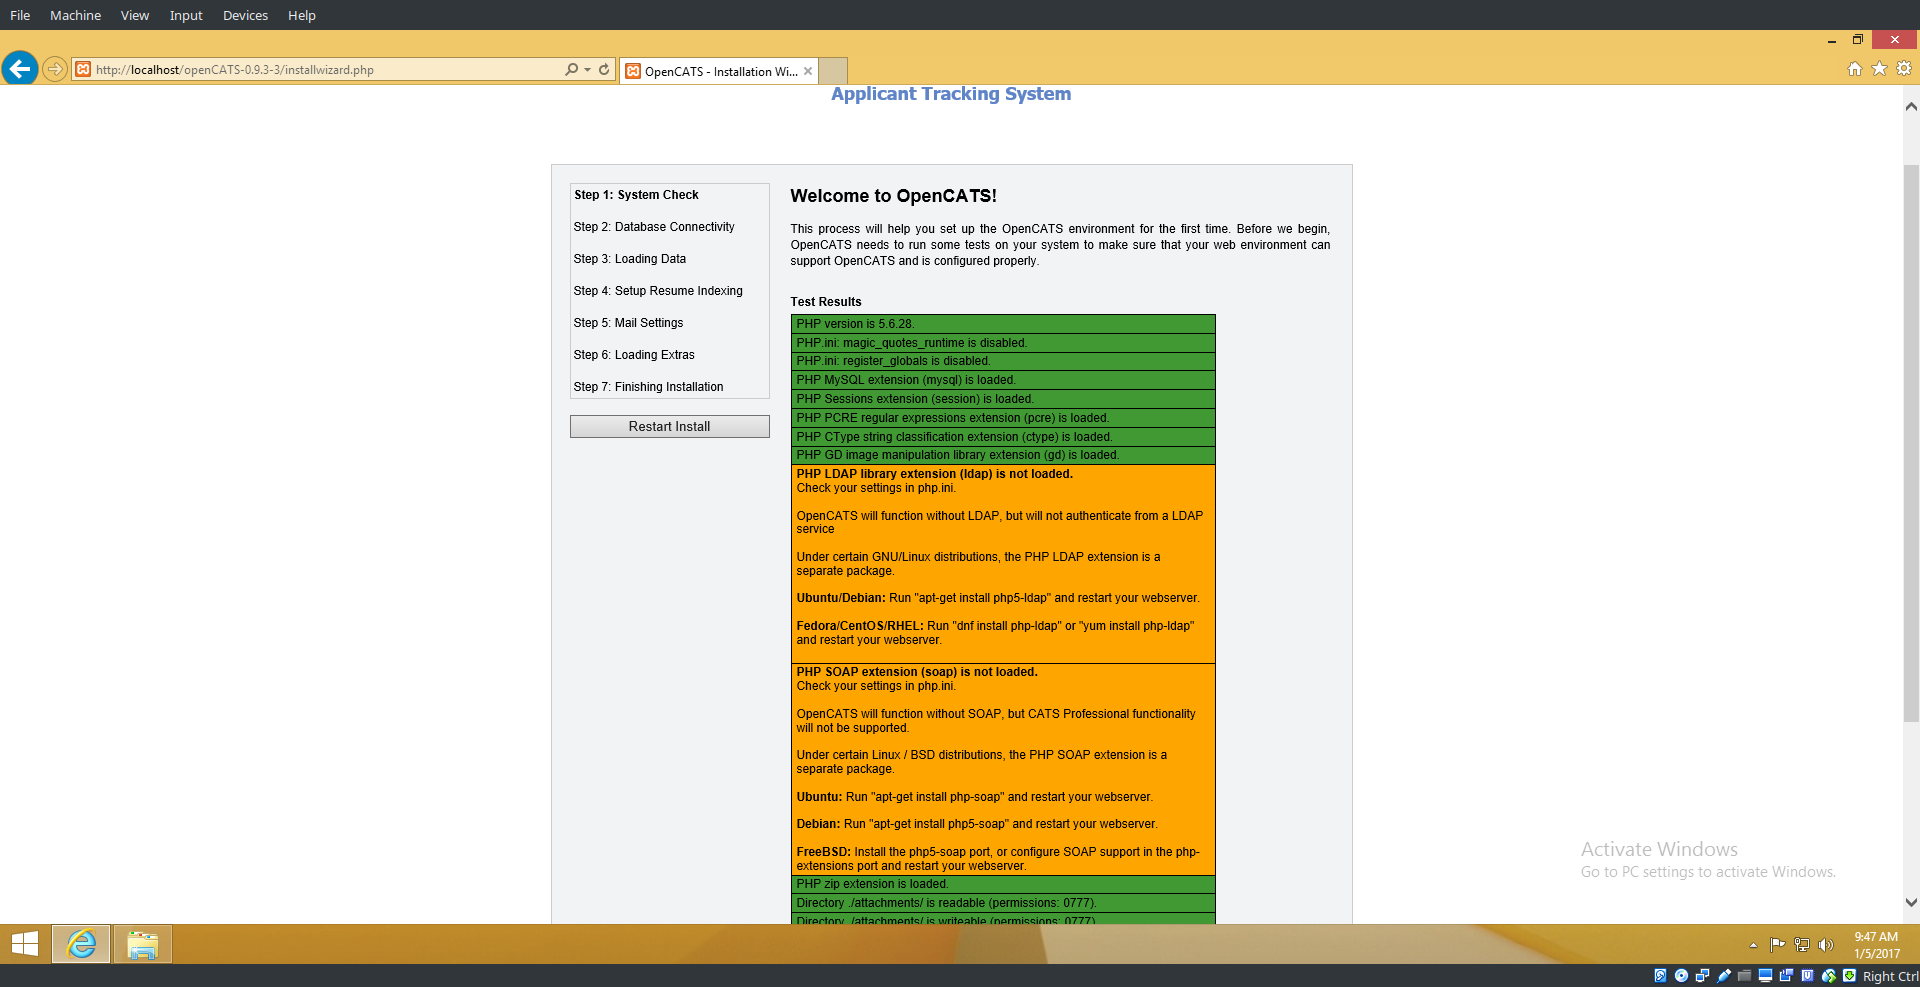 File Machine View Input Devices Help
http://localhost/openCATS-0.9.3-3/installwizard.php
OpenCATS - Installation Wi...
Applicant Tracking System
Step 1: System Check
Step 2: Database Connectivity
Step 3: Loading Data
Step 4: Setup Resume Indexing
Step 5: Mail Settings
Step 6: Loading Extras
Step 7: Finishing Installation
Restart Install
Welcome to OpenCATS!
This process will help you set up the OpenCATS environment for the first time. Before we begin,
OpenCATS needs to run some tests on your system to make sure that your web environment can
support OpenCATS and is configured properly.
Test Results
PHP version is 5.6.28.
PHP.ini: magic_quotes_runtime is disabled.
PHP.ini: register_globals is disabled.
PHP MySQL extension (mysql) is loaded.
PHP Sessions extension (session) is loaded.
PHP PCRE regular expressions extension (pcre) is loaded.
PHP CType string classification extension (ctype) is loaded.
PHP GD image manipulation library extension (gd) is loaded.
PHP LDAP library extension (ldap) is not loaded.
Check your settings in php.ini.
OpenCATS will function without LDAP, but will not authenticate from a LDAP
service
Under certain GNU/Linux distributions, the PHP LDAP extension is a
separate package.
Ubuntu/Debian: Run "apt-get install php5-ldap" and restart your webserver.
Fedora/CentOS/RHEL: Run "dnf install php-ldap" or "yum install php-ldap"
and restart your webserver.
PHP SOAP extension (soap) is not loaded.
Check your settings in php.ini.
OpenCATS will function without SOAP, but CATS Professional functionality
will not be supported.
Under certain Linux / BSD distributions, the PHP SOAP extension is a
separate package.
Ubuntu: Run "apt-get install php-soap" and restart your webserver.
Debian: Run "apt-get install php5-soap" and restart your webserver.
FreeBSD: Install the php5-soap port, or configure SOAP support in the php-
extensions port and restart your webserver.
PHP zip extension is loaded.
Directory ./attachments/ is readable (permissions: 0777).
Directory ./attachments/ is writeable (permissions: 0777)
Activate Windows
Go to PC settings to activate Windows.
9:47 AM
1/5/2017
Right Ctrl